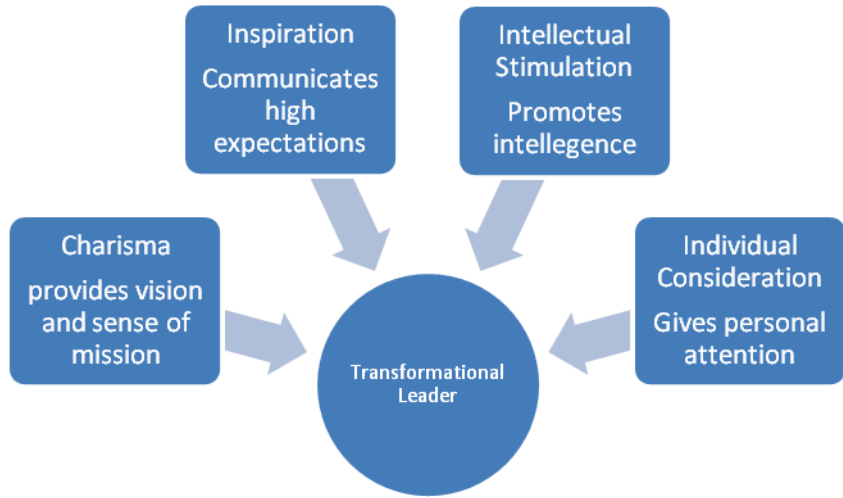 Inspiration
Communicates
high
expectations
Intellectual
Stimulation
Promotes
intellegence
Charisma
provides vision
and sense of
mission
Individual
Consideration
Gives personal
attention
Transformational
Leader